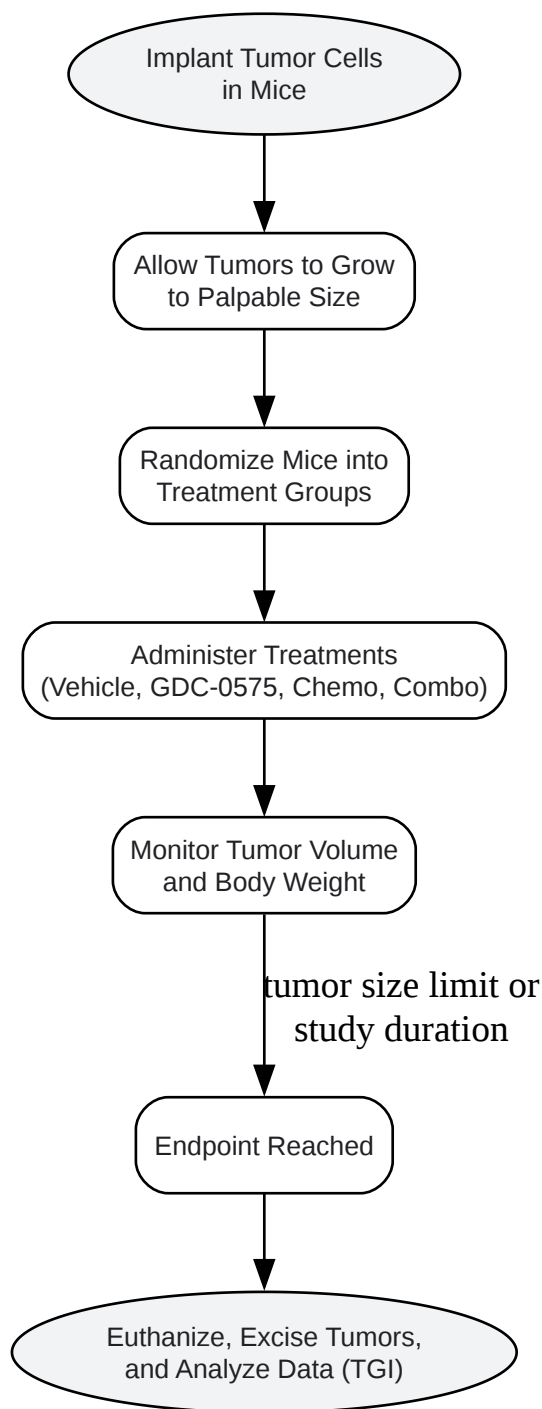 Implant Tumor Cells
in Mice
Allow Tumors to Grow
to Palpable Size
Randomize Mice into
Treatment Groups
Administer Treatments
(Vehicle, GDC-0575, Chemo, Combo)
Monitor Tumor Volume
and Body Weight
tumor size limit or
study duration
Endpoint Reached
Euthanize, Excise Tumors,
and Analyze Data (TGI)